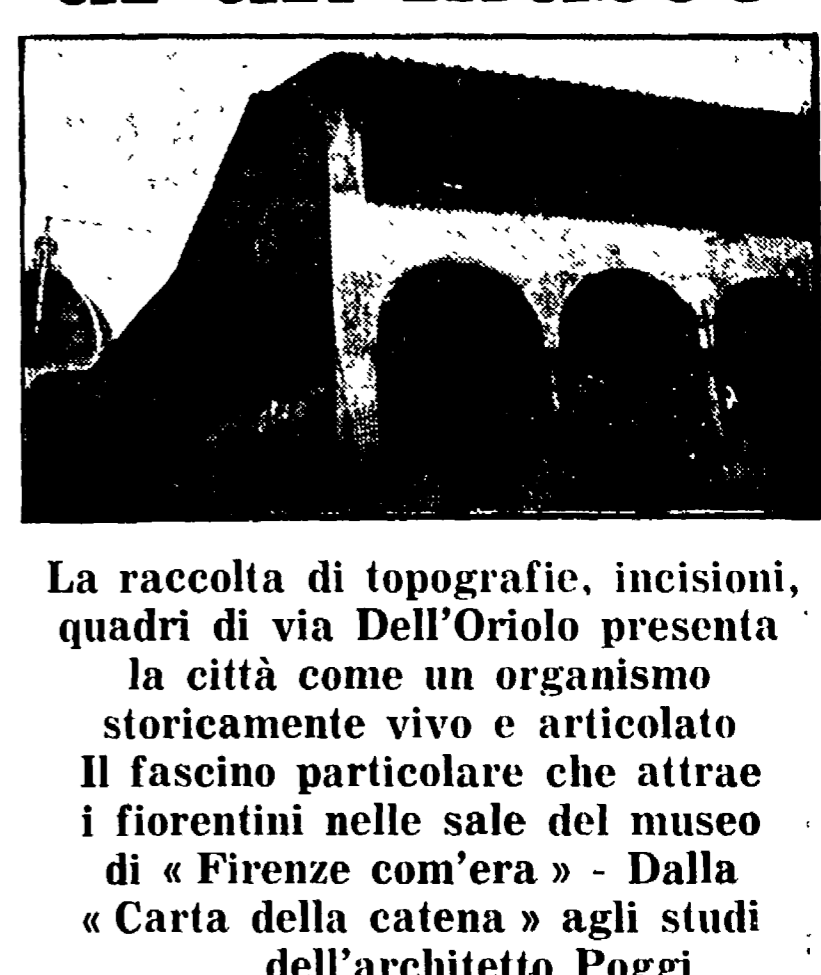 La raccolta di topografie, incisioni,
quadri di via Dell'Oriolo presenta
la città come un organismo
storicamente vivo e articolato
Il fascino particolare che attrae
i fiorentini nelle sale del museo
di « Firenze com'era » - Dalla
« Carta della catena » agli studi
dell'architetto Poggi